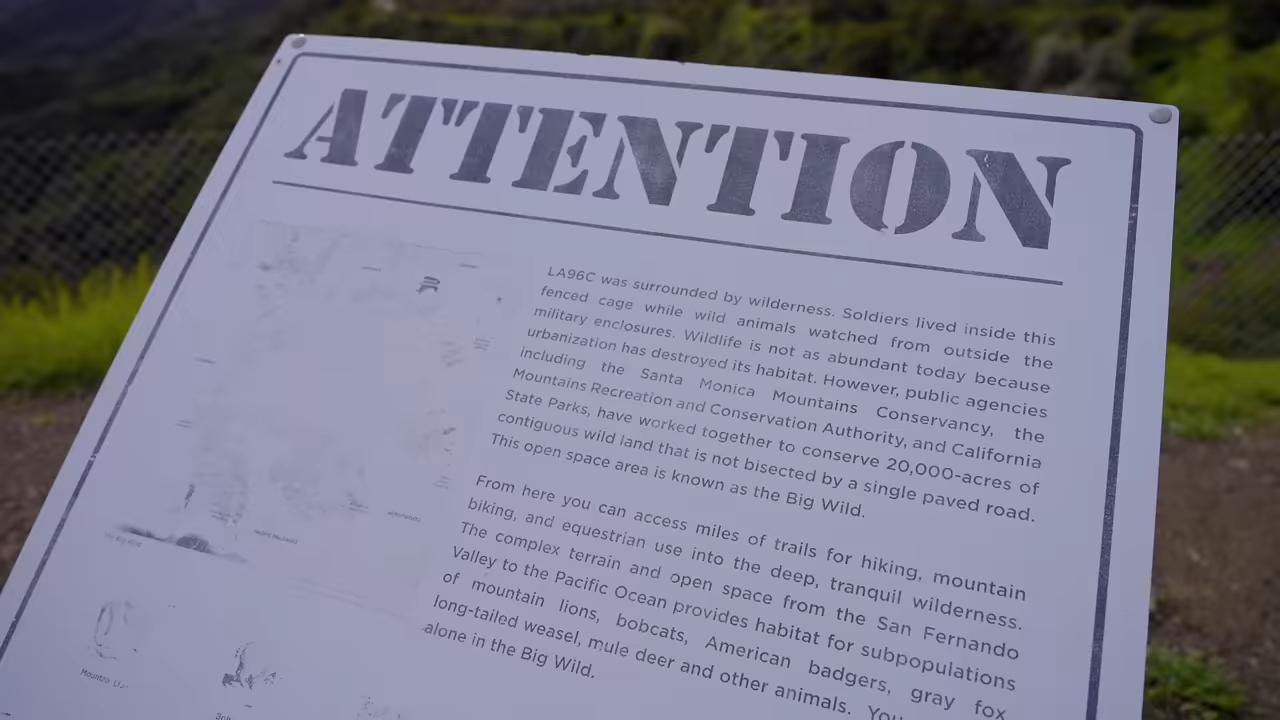 ATTENTION
LA96C was surrounded by wilderness. Soldiers lived inside this
fenced cage while wild animals watched from outside the
military enclosures. Wildlife is not as abundant today because
urbanization has destroyed its habitat. However, public agencies
including the Santa Monica Mountains Conservancy, the
Mountains Recreation and Conservation Authority, and California
State Parks, have worked together to conserve 20,000-acres of
contiguous wild land that is not bisected by a single paved road.
This open space area is known as the Big Wild.
From here you can access miles of trails for hiking, mountain
biking, and equestrian use into the deep, tranquil wilderness.
The complex terrain and open space from the San Fernando
Valley to the Pacific Ocean provides habitat for subpopulations
of mountain lions, bobcats, American badgers, gray fox
long-tailed weasel, mule deer and other animals. You
alone in the Big Wild.
The Big Wild
Pacific Palisades
Mountain